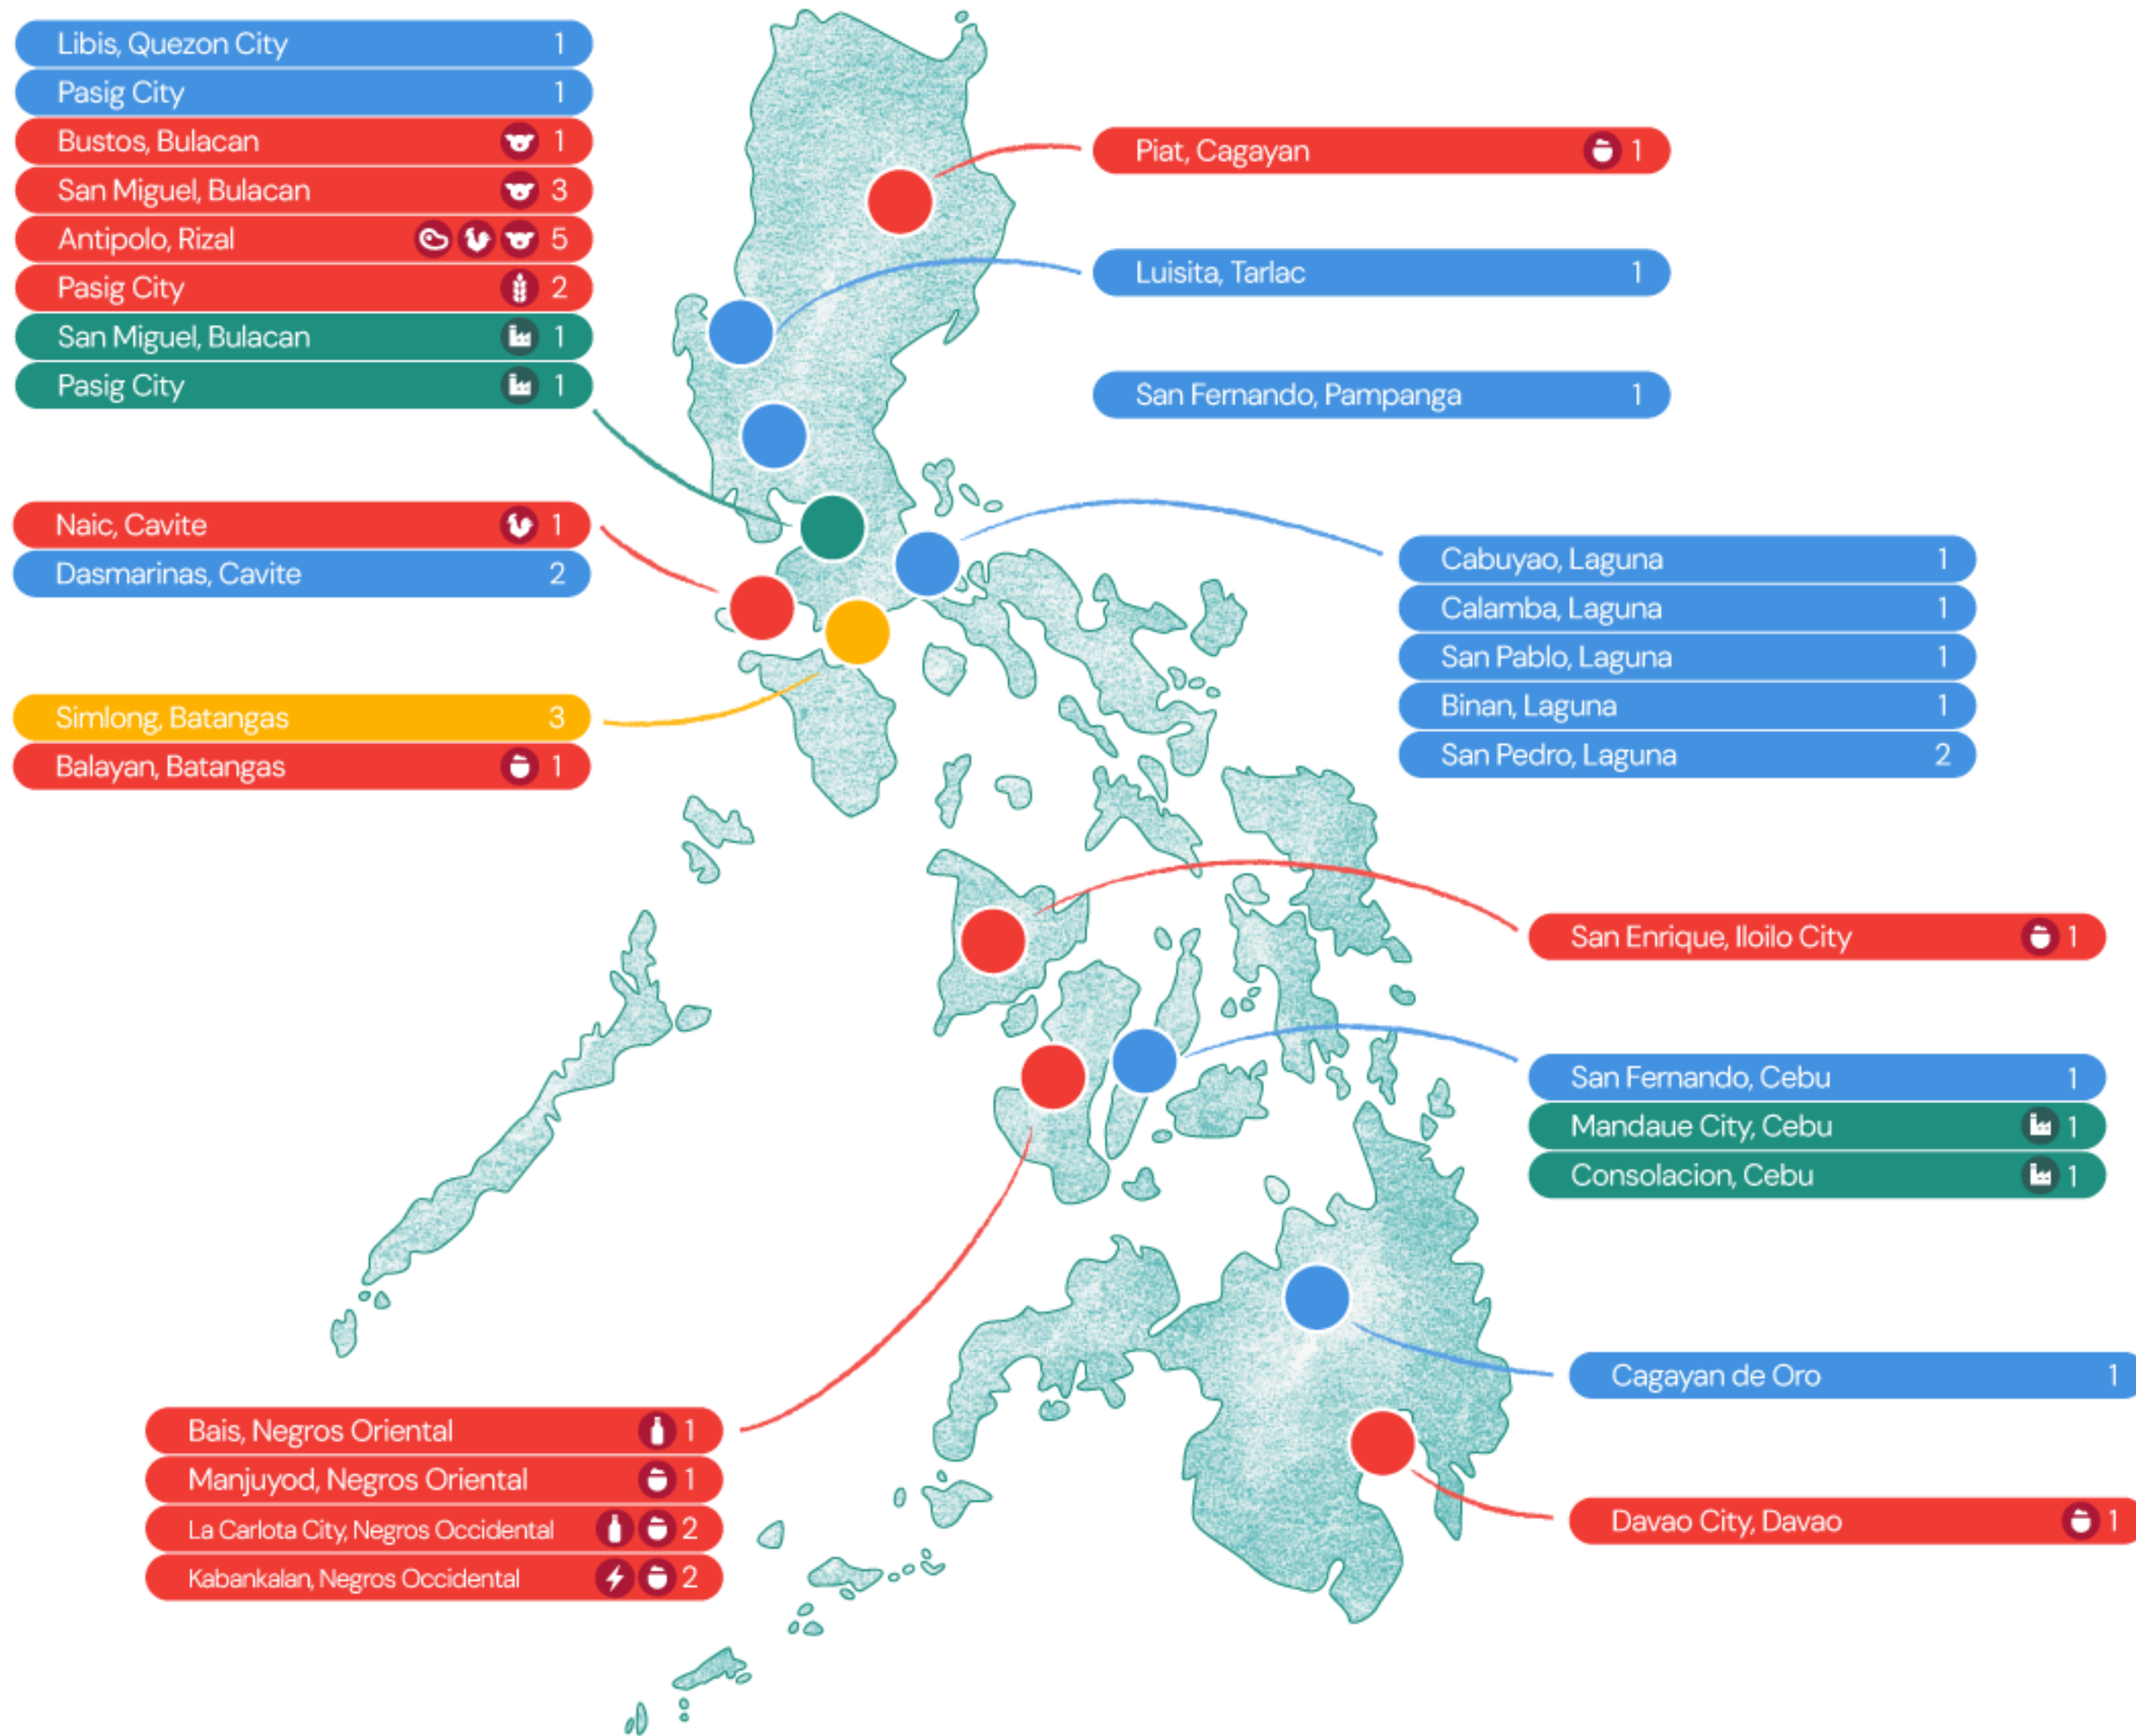 Libis, Quezon City 1
Pasig City 1
Bustos, Bulacan 1
San Miguel, Bulacan 3
Antipolo, Rizal 5
Pasig City 2
San Miguel, Bulacan 1
Pasig City 1
Piat, Cagayan 1
Luisita, Tarlac 1
San Fernando, Pampanga 1
Naic, Cavite 1
Dasmarinas, Cavite 2
Cabuyao, Laguna 1
Calamba, Laguna 1
San Pablo, Laguna 1
Binan, Laguna 1
San Pedro, Laguna 2
Simlong, Batangas 3
Balayan, Batangas 1
San Enrique, Iloilo City 1
San Fernando, Cebu 1
Mandaue City, Cebu 1
Consolacion, Cebu 1
Cagayan de Oro 1
Davao City, Davao 1
Bais, Negros Oriental 1
Manjuyod, Negros Oriental 1
La Carlota City, Negros Occidental 2
Kabankalan, Negros Occidental 2